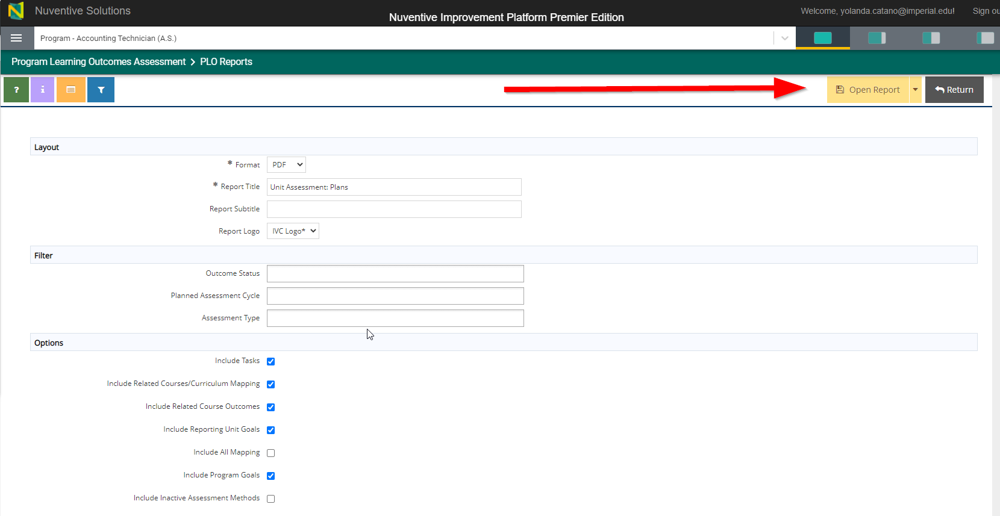 Nuventive Solutions
Nuventive Improvement Platform Premier Edition
Welcome, yolanda.catano@imperial.edu!
Sign ou
Program - Accounting Technician (A.S.)
Program Learning Outcomes Assessment > PLO Reports
? i
Open Report
Return
Layout
* Format PDF
* Report Title Unit Assessment: Plans
Report Subtitle
Report Logo IVC Logo*
Filter
Outcome Status
Planned Assessment Cycle
Assessment Type
Options
Include Tasks
Include Related Courses/Curriculum Mapping
Include Related Course Outcomes
Include Reporting Unit Goals
Include All Mapping
Include Program Goals
Include Inactive Assessment Methods